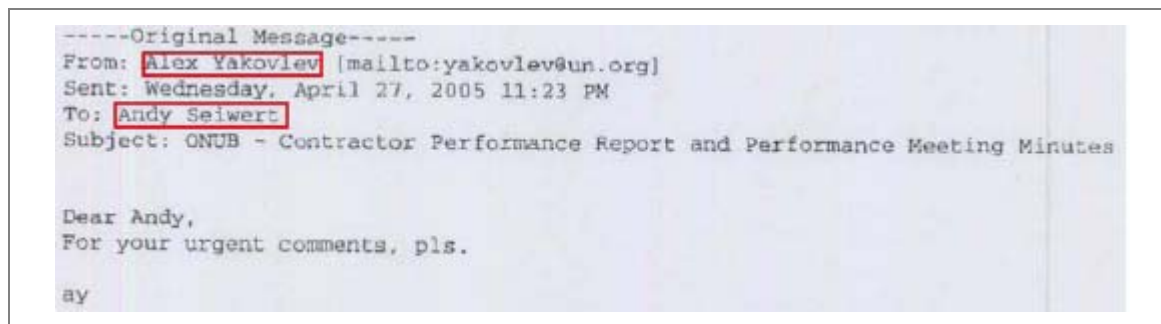 -----Original Message-----
From: Alex Yakovlev [mailto:yakovlev@un.org]
Sent: Wednesday, April 27, 2005 11:23 PM
To: Andy Seiwert
Subject: ONUB - Contractor Performance Report and Performance Meeting Minutes
Dear Andy,
For your urgent comments, pls.
ay